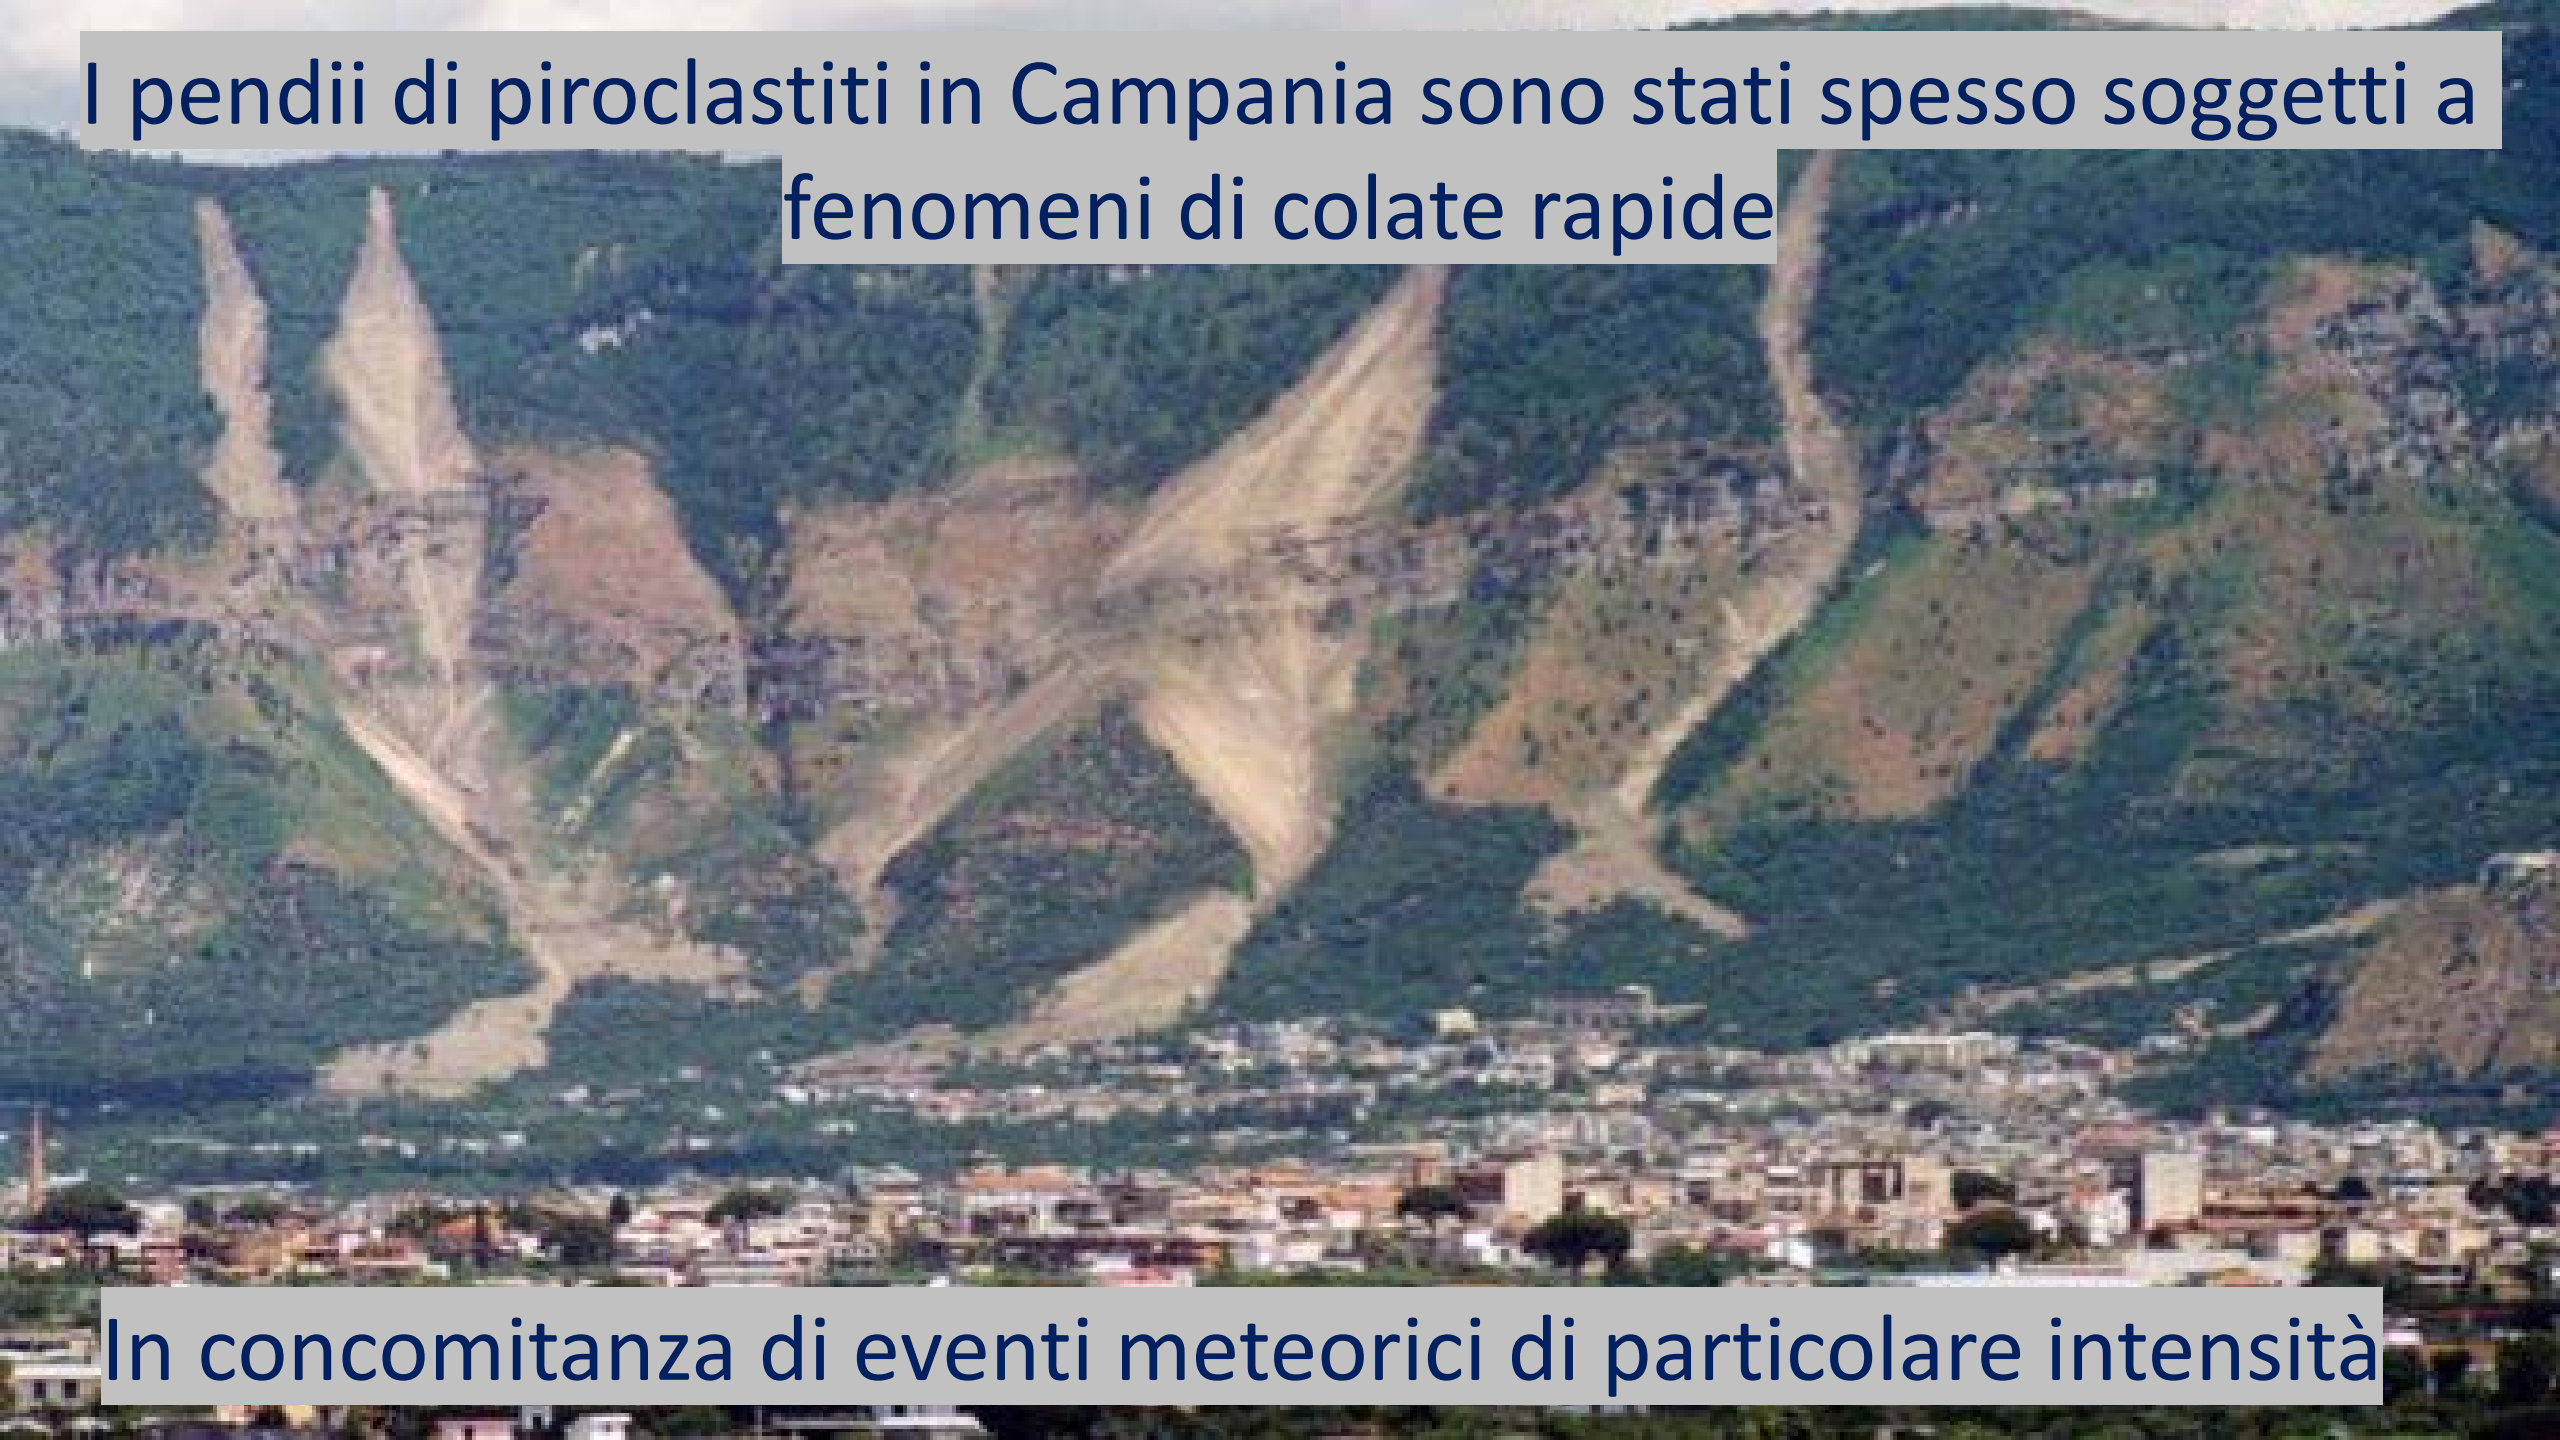 I pendii di piroclastiti in Campania sono stati spesso soggetti a
fenomeni di colate rapide
In concomitanza di eventi meteorici di particolare intensità